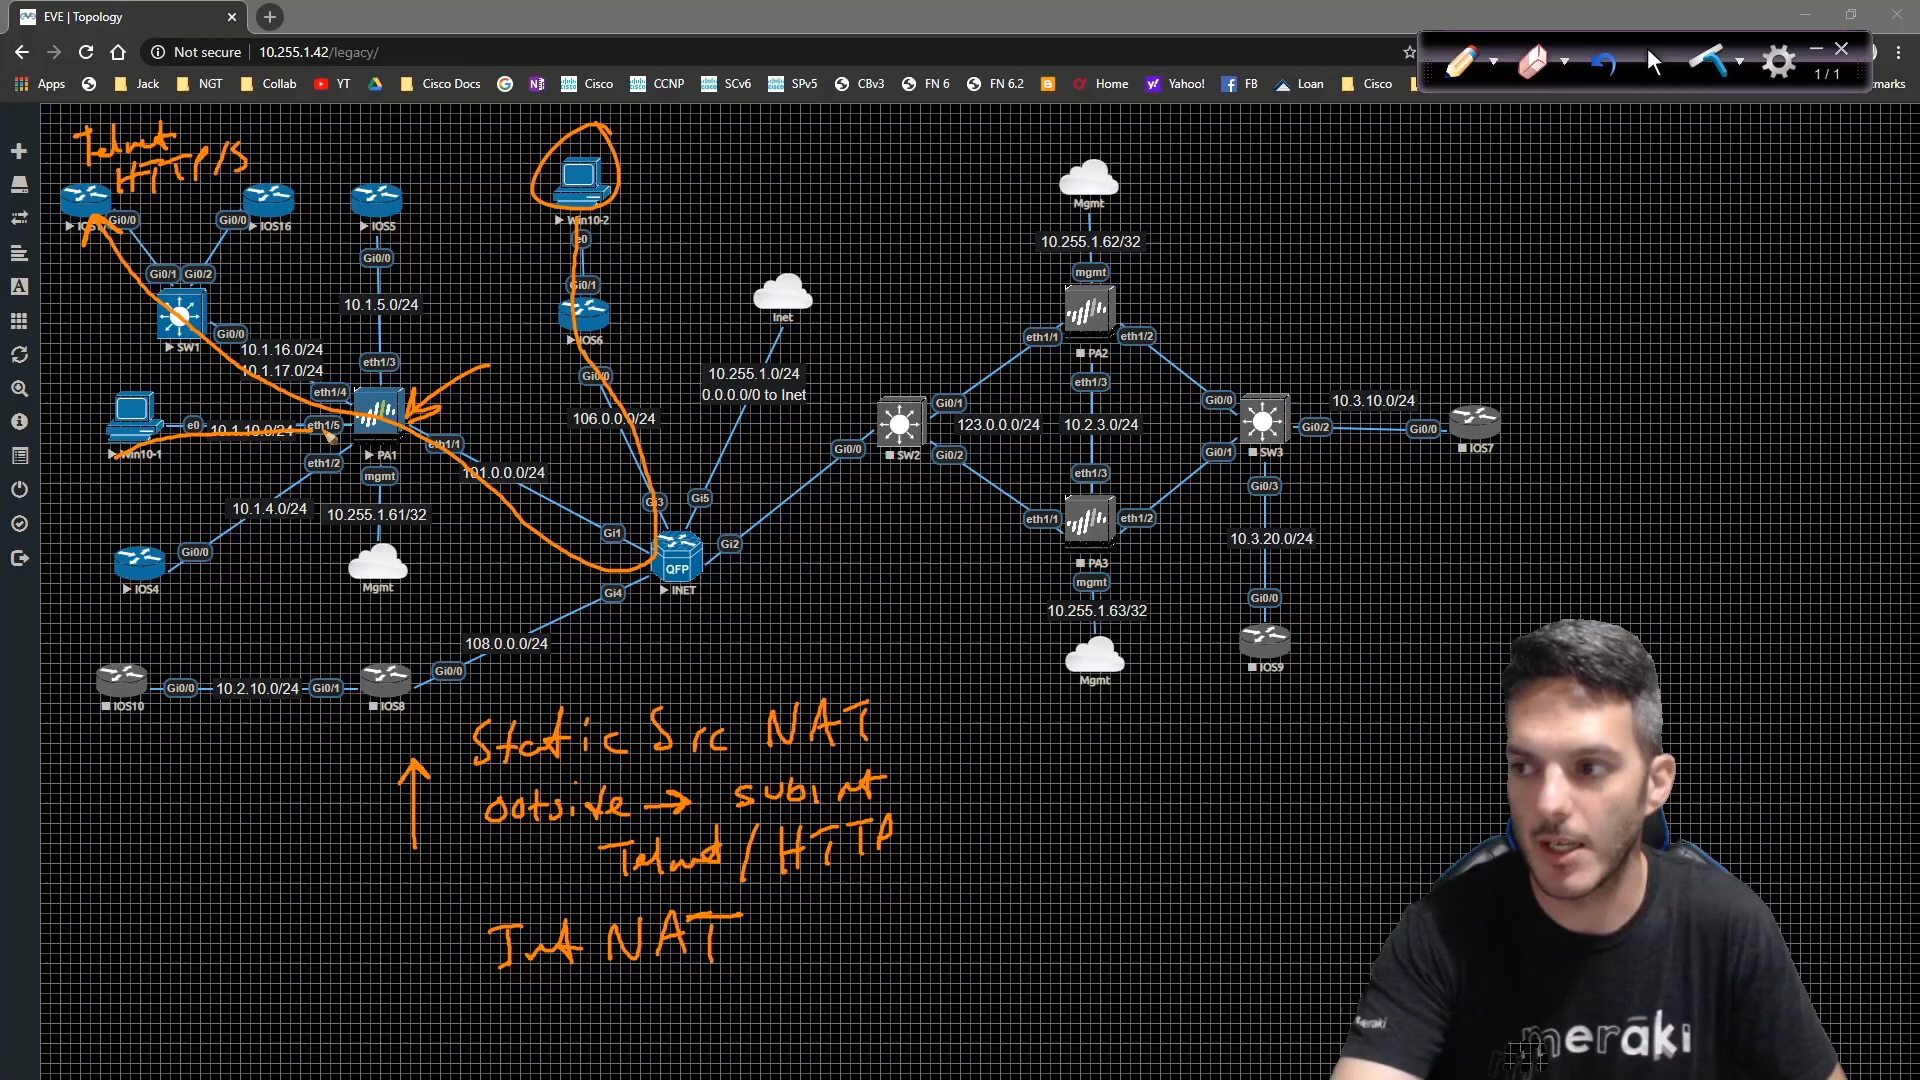 EVE | Topology
Not secure
10.255.1.42/legacy/
1 / 1
Apps
Jack
NGT
Collab
YT
Cisco Docs
Cisco
CCNP
SCv6
SPv5
CBv3
FN 6
FN 6.2
Home
Yahoo!
FB
Loan
Cisco
Telnet
HTTP/S
Gi0/0
Gi0/0
IOS16
IOS5
Win10-2
Mgmt
Gi0/0
e0
10.255.1.62/32
Gi0/1
Gi0/2
mgmt
Gi0/1
10.1.5.0/24
IOS6
Inet
Gi0/0
SW1
10.1.16.0/24
10.1.17.0/24
eth1/3
eth1/1
eth1/2
PA2
Gi0/0
10.255.1.0/24
0.0.0.0/0 to Inet
eth1/3
eth1/4
106.0.0.0/24
Gi0/1
Gi0/0
10.3.10.0/24
e0
10.1.10.0/24
eth1/5
123.0.0.0/24
10.2.3.0/24
Gi0/2
Gi0/0
Win10-1
PA1
eth1/1
Gi0/0
SW2
Gi0/2
SW3
Gi0/1
IOS7
eth1/2
mgmt
101.0.0.0/24
eth1/3
Gi0/3
10.1.4.0/24
10.255.1.61/32
Gi3
Gi5
eth1/1
eth1/2
Gi1
Gi2
10.3.20.0/24
Gi0/0
QFP
PA3
IOS4
Mgmt
Gi4
INET
mgmt
Gi0/0
10.255.1.63/32
108.0.0.0/24
IOS9
Gi0/0
Mgmt
Gi0/0
10.2.10.0/24
Gi0/1
IOS10
IOS8
Static Src NAT
outside → subint
Telnet / HTTP
Int NAT
meraki
meraki